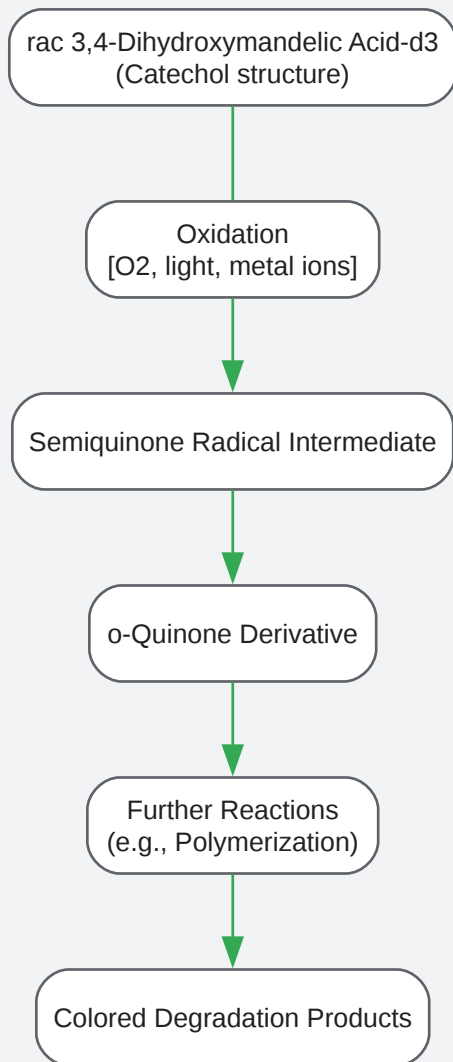 rac 3,4-Dihydroxymandelic Acid-d3
(Catechol structure)
Oxidation
[O2, light, metal ions]
Semiquinone Radical Intermediate
o-Quinone Derivative
Further Reactions
(e.g., Polymerization)
Colored Degradation Products